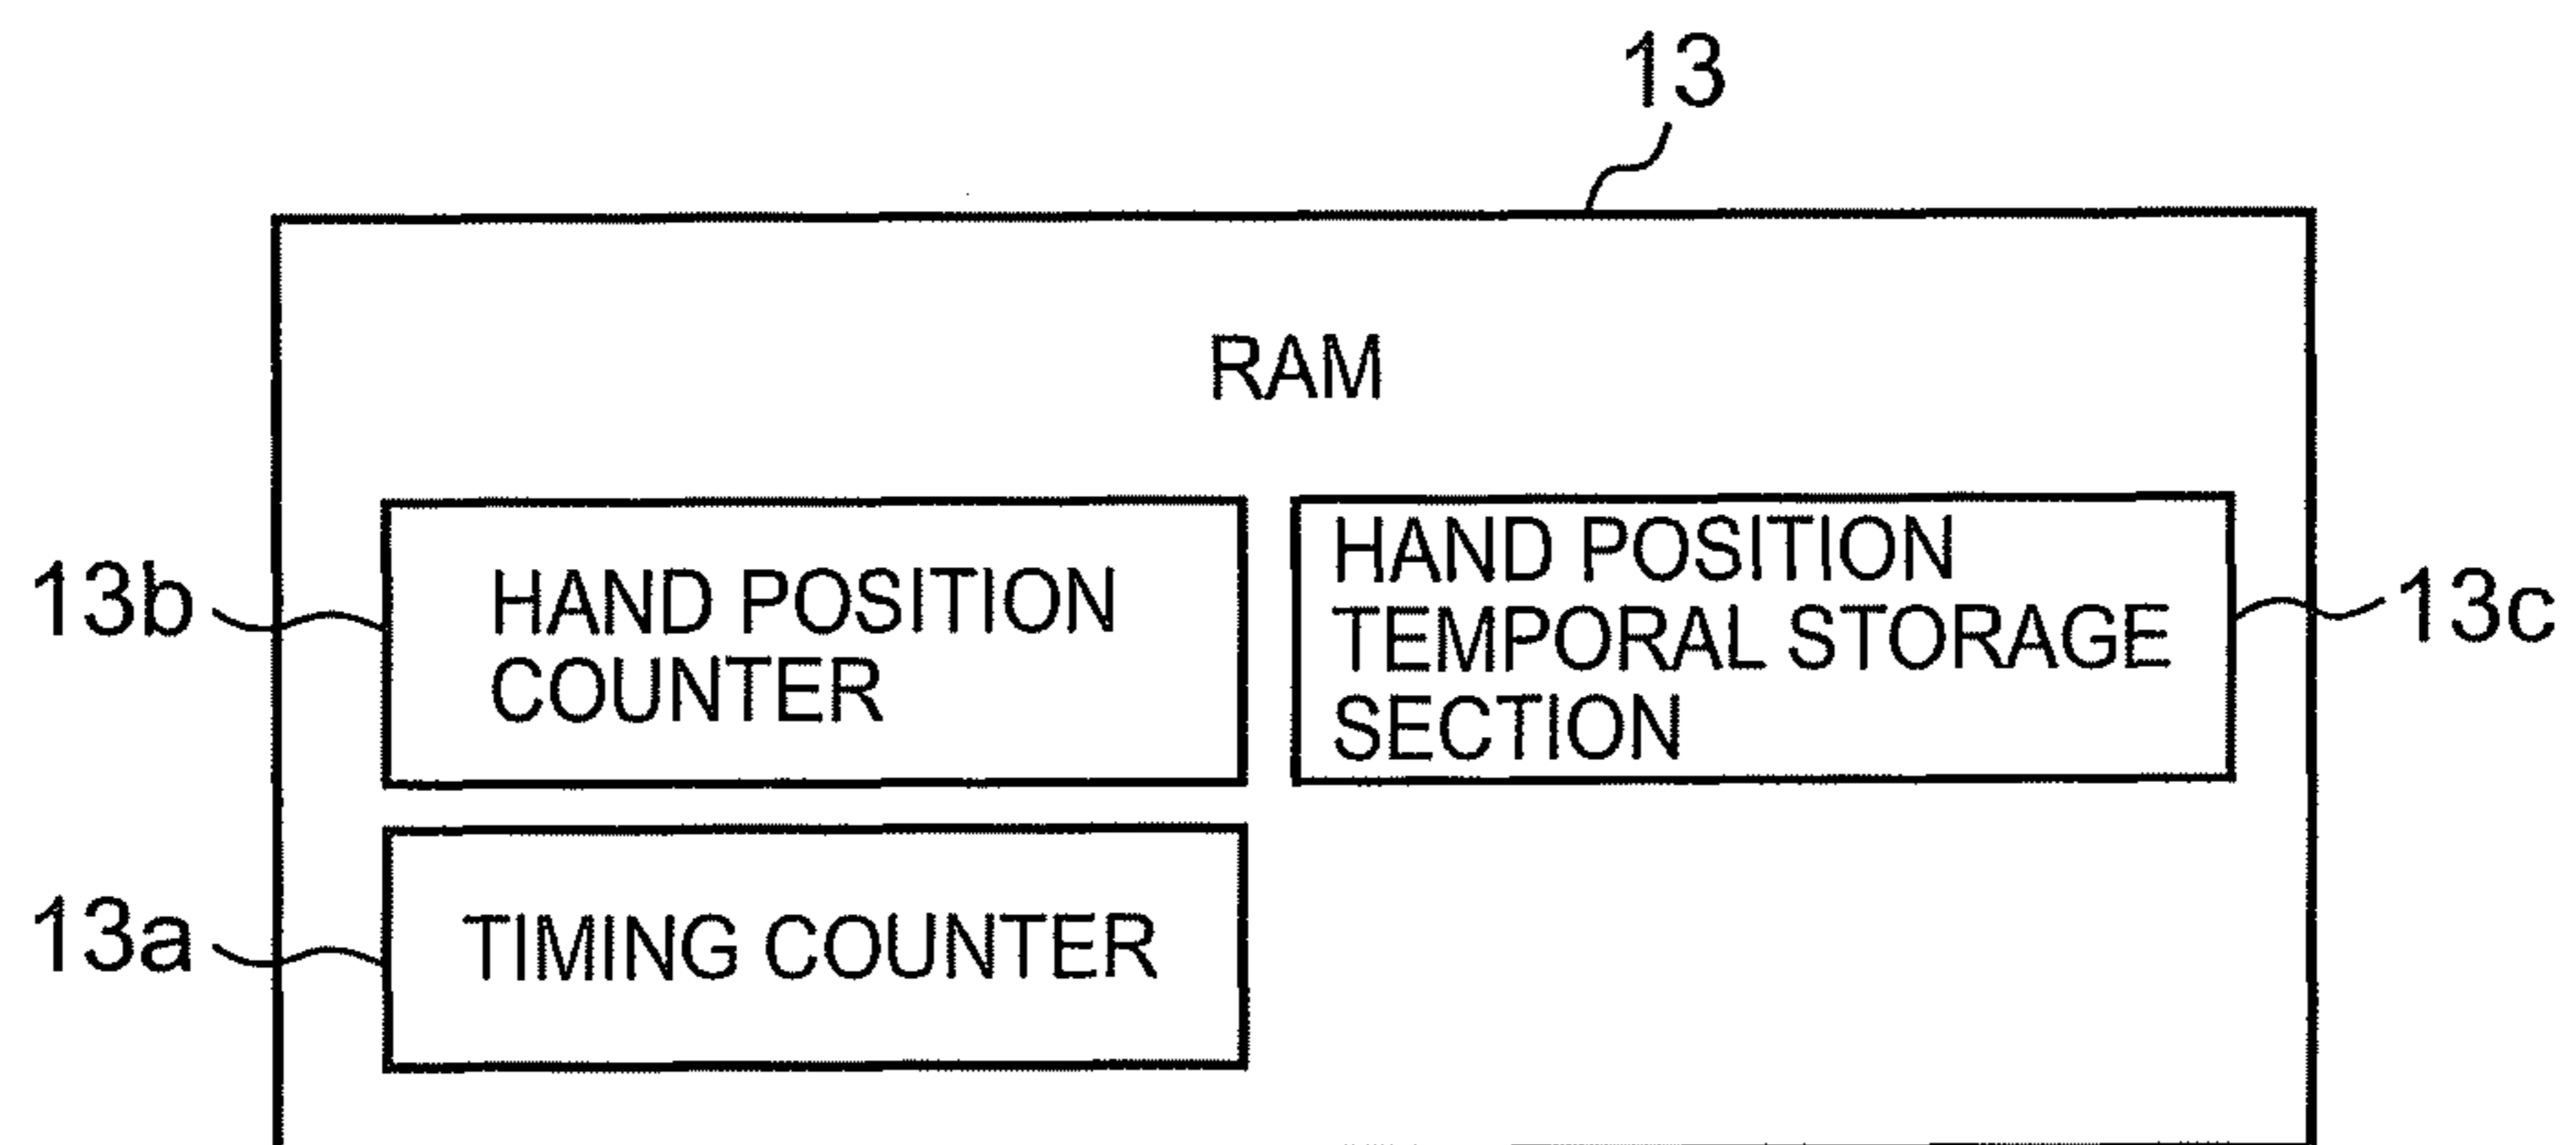 13
RAM
13b
HAND POSITION
COUNTER
HAND POSITION
TEMPORAL STORAGE
SECTION
13c
13a
TIMING COUNTER